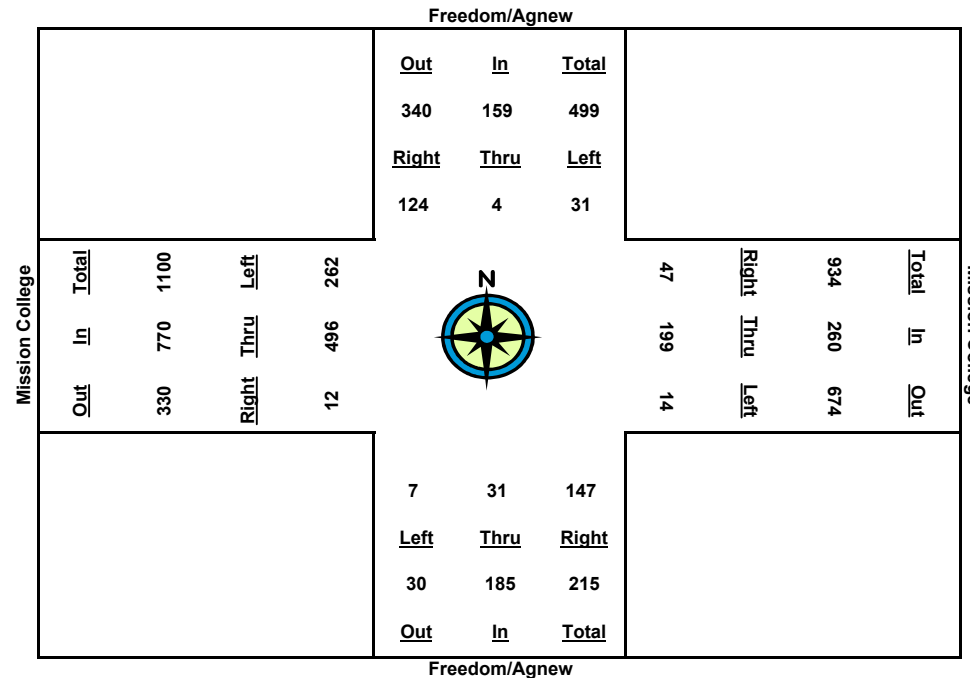 Freedom/Agnew
Out In Total
340 159 499
Right Thru Left
124 4 31
Mission College
Total 1100 Left 262
In 770 Thru 496
Out 330 Right 12
N
47 Right 934 Total
199 Thru 260 In
14 Left 674 Out
7 31 147
Left Thru Right
30 185 215
Out In Total
Freedom/Agnew